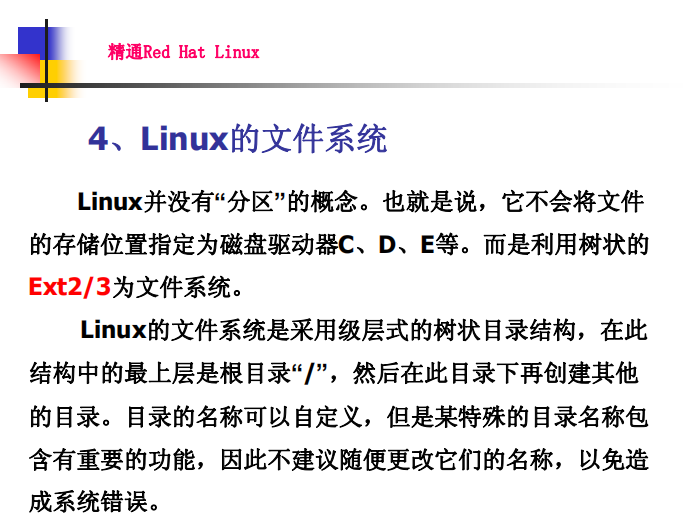 精通Red Hat Linux
4、Linux的文件系统
Linux并没有“分区”的概念。也就是说，它不会将文件
的存储位置指定为磁盘驱动器C、D、E等。而是利用树状的
Ext2/3为文件系统。
Linux的文件系统是采用级层式的树状目录结构，在此
结构中的最上层是根目录“/”，然后在此目录下再创建其他
的目录。目录的名称可以自定义，但是某特殊的目录名称包
含有重要的功能，因此不建议随便更改它们的名称，以免造
成系统错误。